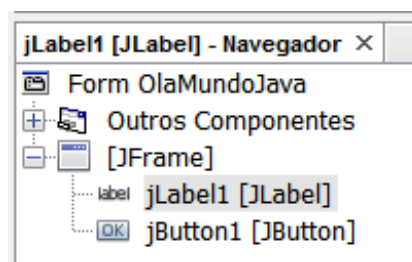 jLabel1 [JLabel] - Navegador ×
Form OlaMundoJava
Outros Componentes
[JFrame]
label jLabel1 [JLabel]
OK jButton1 [JButton]